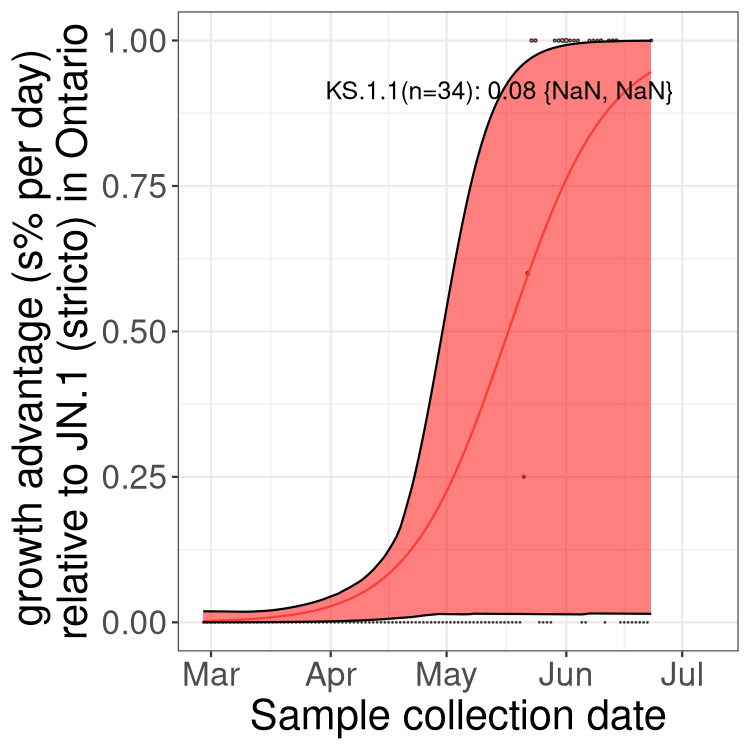 growth advantage (s% per day)
relative to JN.1 (stricto) in Ontario
1.00
0.75
0.50
0.25
0.00
KS.1.1(n=34): 0.08 {NaN, NaN}
Mar Apr May Jun Jul
Sample collection date